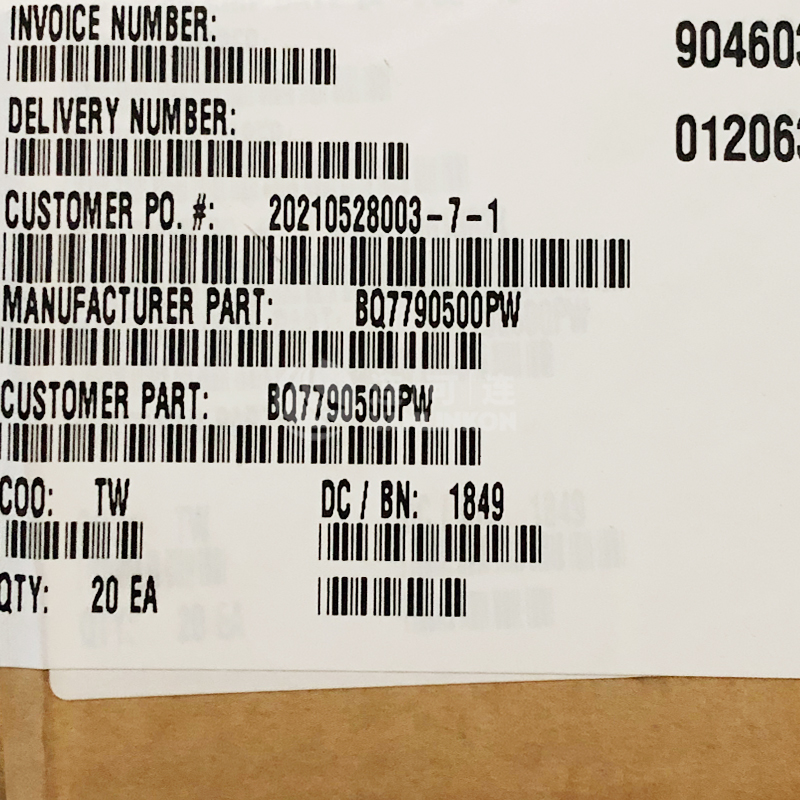 INVOICE NUMBER: 904603
DELIVERY NUMBER: 012063
CUSTOMER PO. #: 20210528003-7-1
MANUFACTURER PART: BQ7790500PW
CUSTOMER PART: BQ7790500PW
COO: TW DC / BN: 1849
QTY: 20 EA